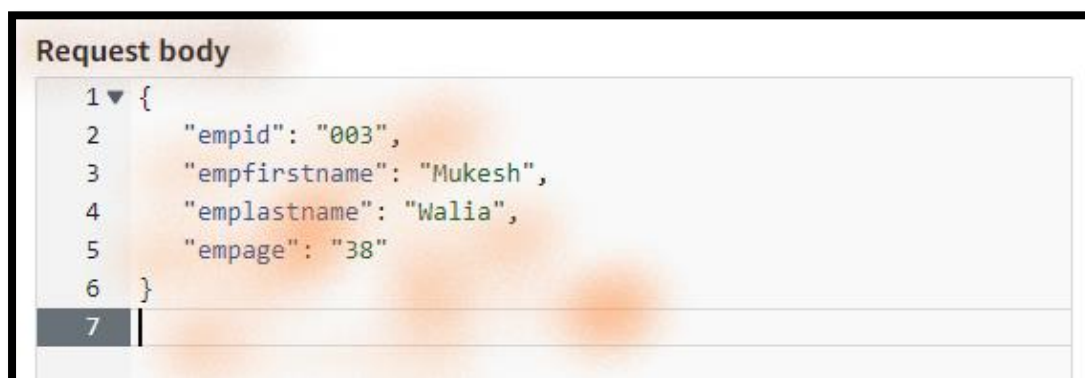 Request body
1 {
2 "empid": "003",
3 "empfirstname": "Mukesh",
4 "emplastname": "Walia",
5 "empage": "38"
6 }
7